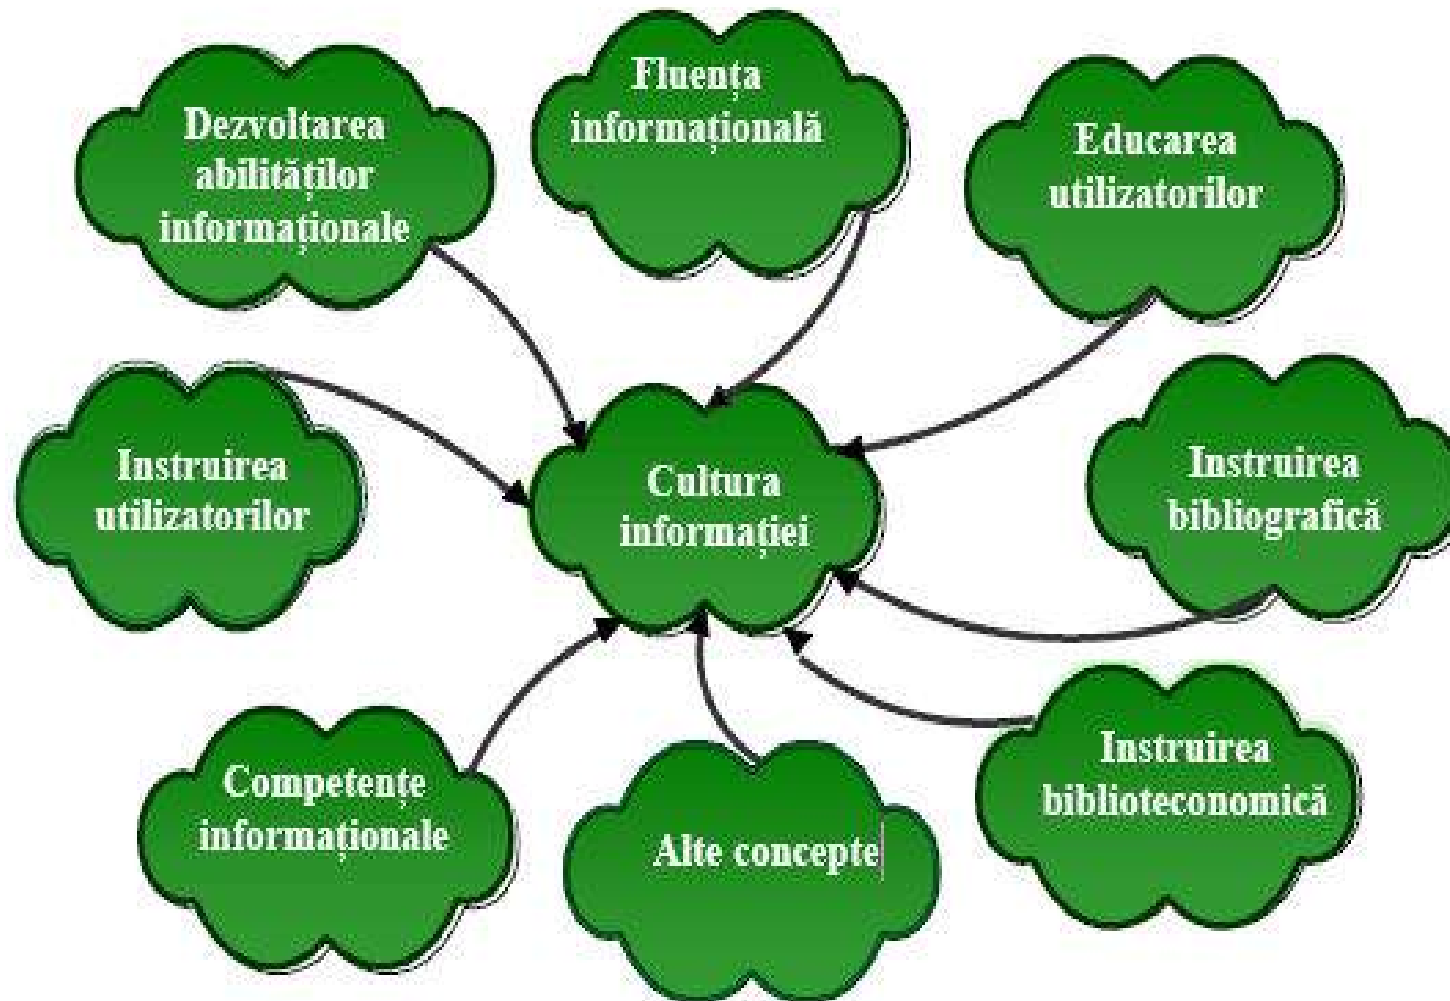 Dezvoltarea
abilităților
informaționale
Fluența
informațională
Educarea
utilizatorilor
Instruirea
utilizatorilor
Cultura
informației
Instruirea
bibliografică
Competențe
informaționale
Alte concepte
Instruirea
biblioteconomică